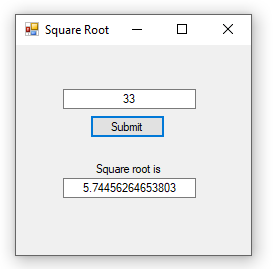 Square Root
33
Submit
Square root is
5.74456264653803